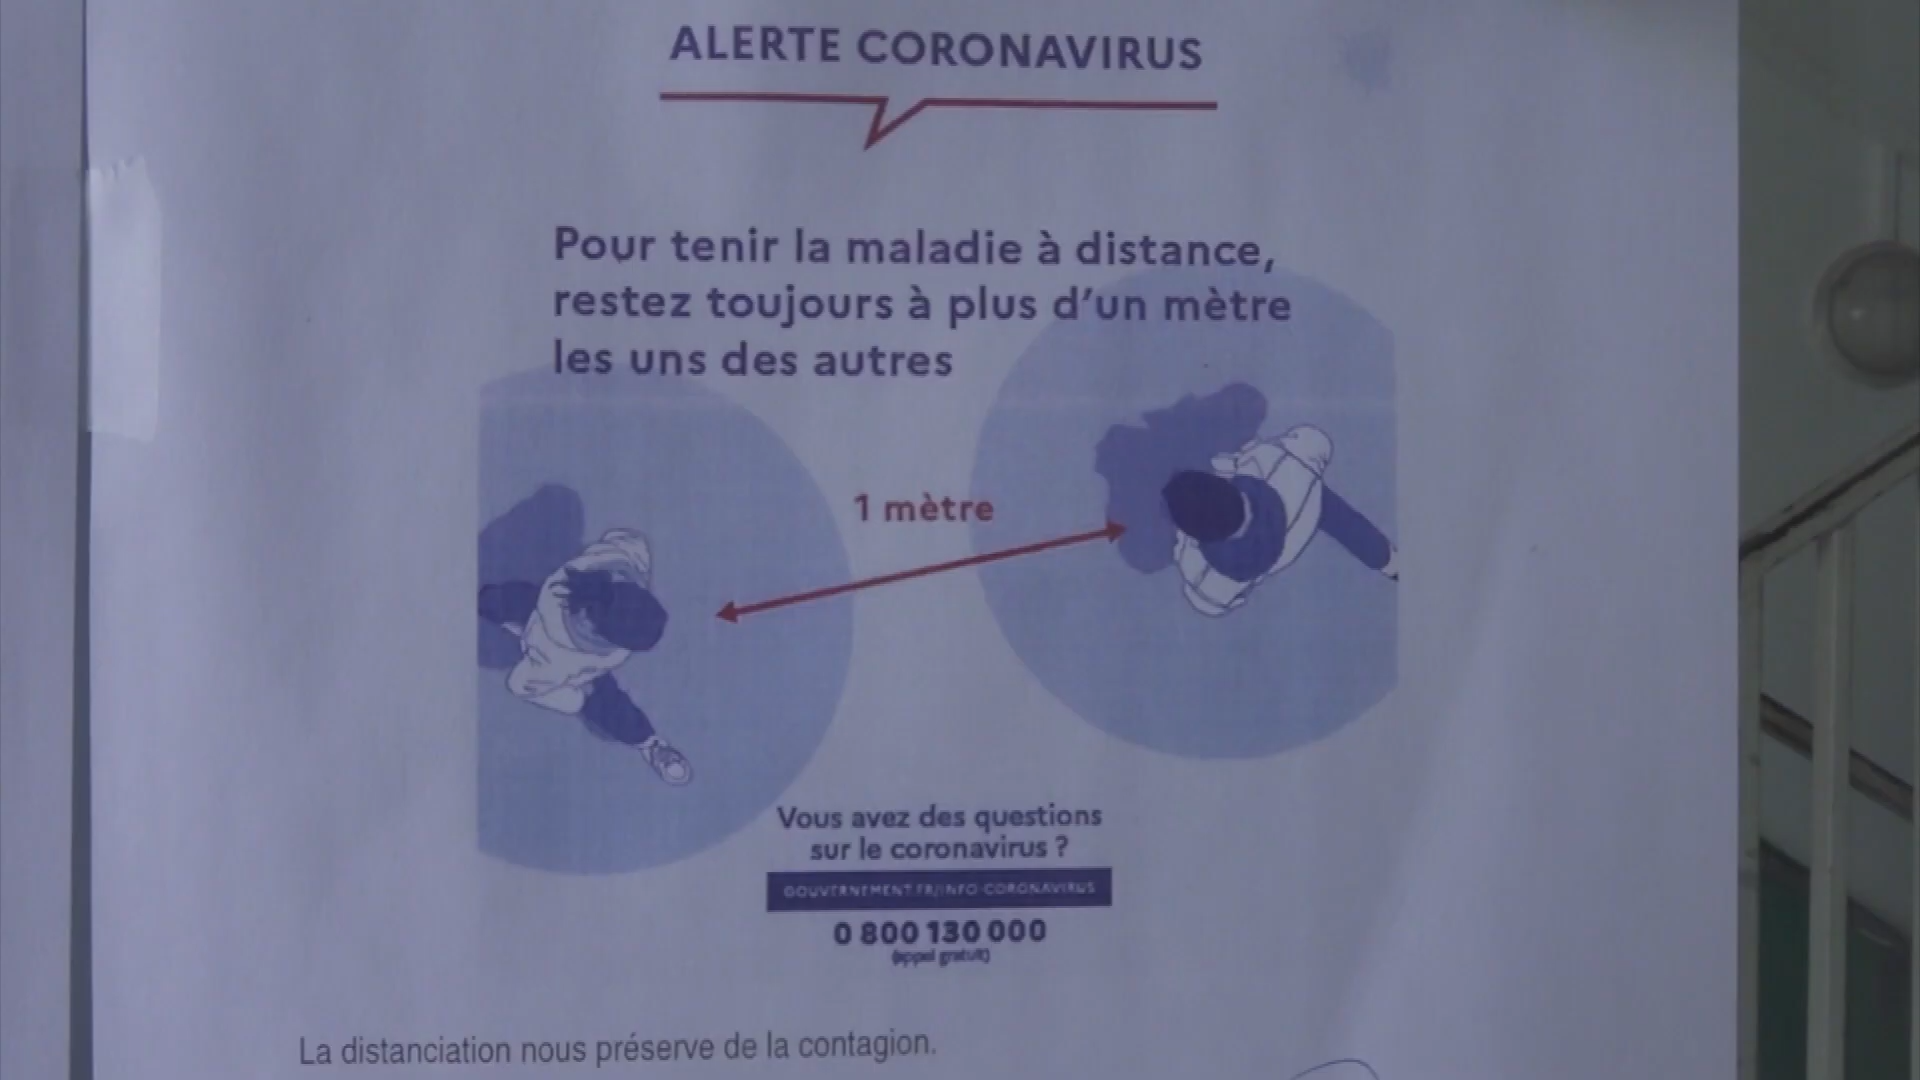 ALERTE CORONAVIRUS
Pour tenir la maladie à distance,
restez toujours à plus d'un mètre
les uns des autres
1 mètre
Vous avez des questions
sur le coronavirus ?
GOUVERNEMENT.FR/INFO-CORONAVIRUS
0 800 130 000
(appel gratuit)
La distanciation nous préserve de la contagion.